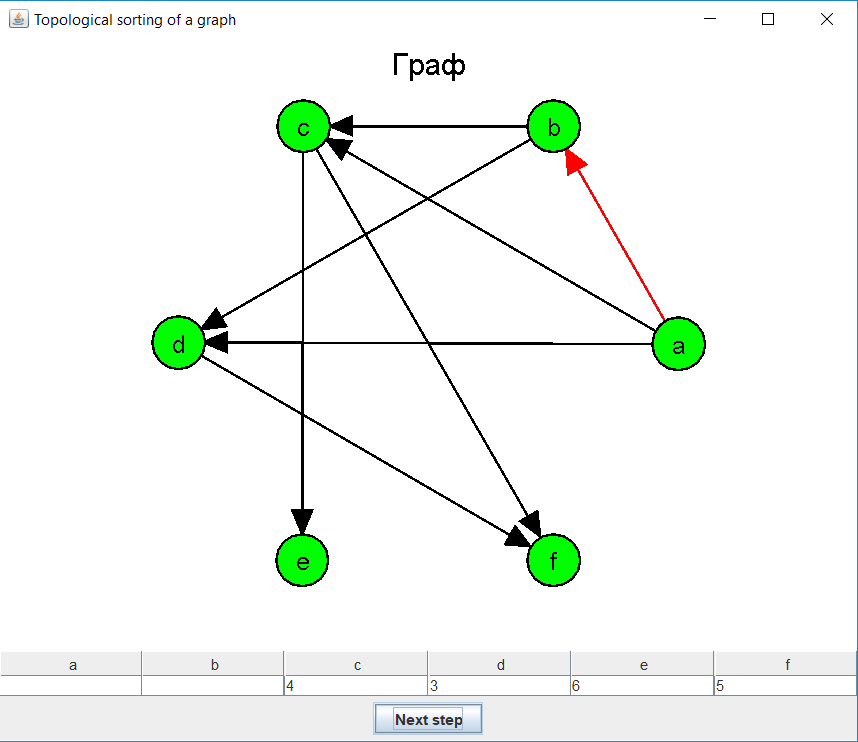 Topological sorting of a graph
Граф
c b
d a
e f
a b c d e f
4 3 6 5
Next step